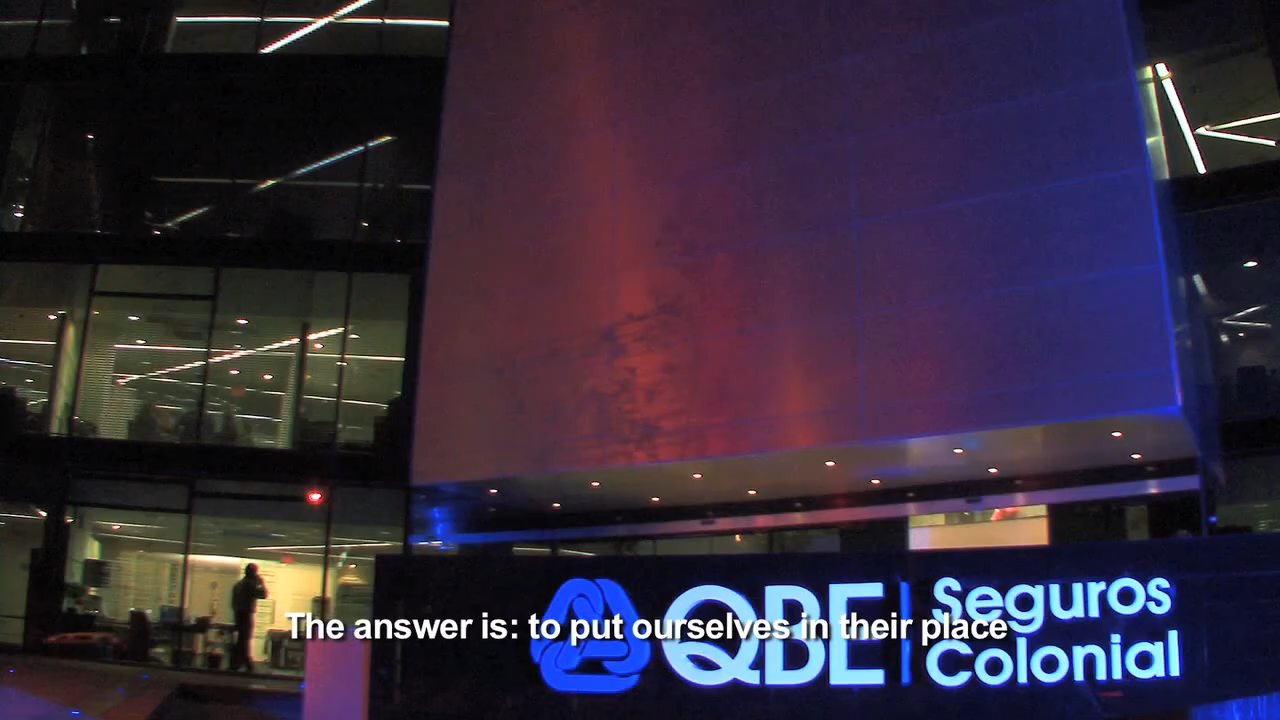 The answer is: to put ourselves in their place
QBE
Seguros
Colonial